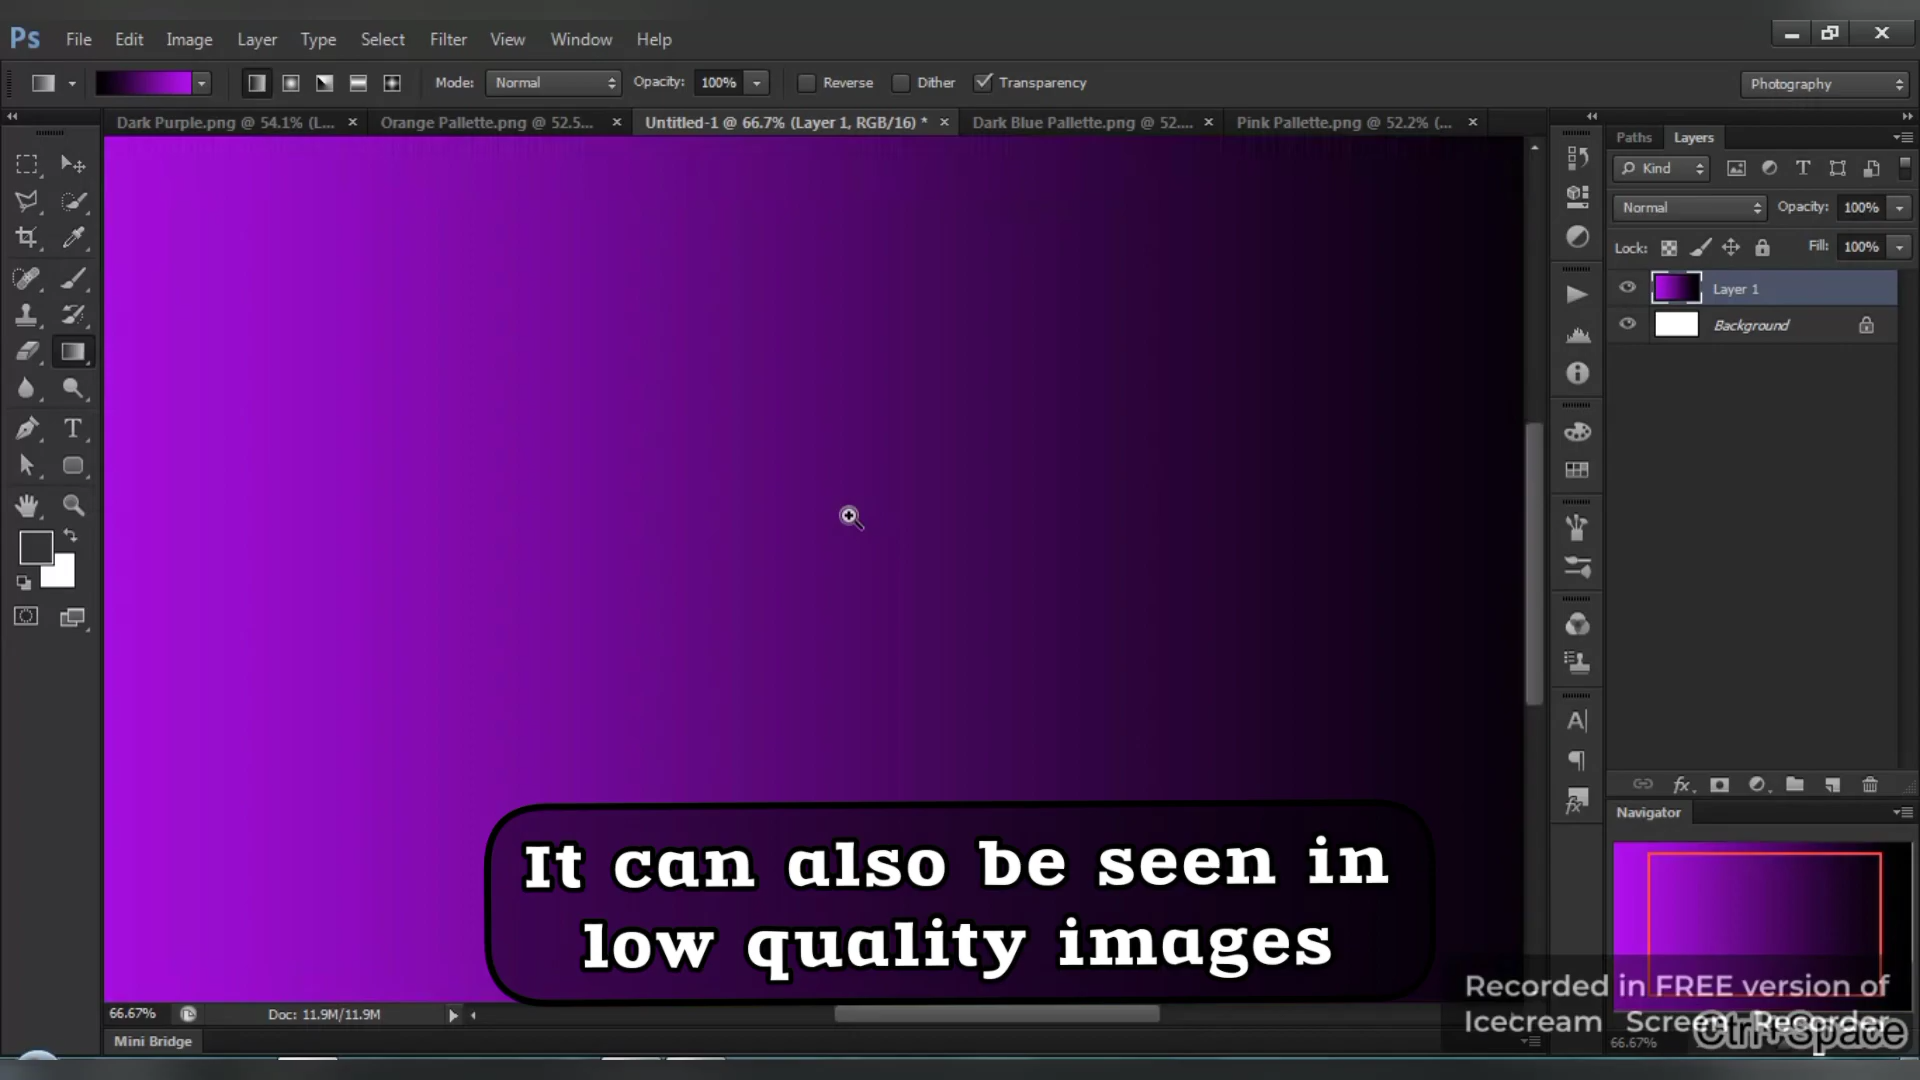 Ps File Edit Image Layer Type Select Filter View Window Help
Mode: Normal Opacity: 100% Reverse Dither Transparency Photography
Dark Purple.png @ 54.1% (L... Orange Pallette.png @ 52.5... Untitled-1 @ 66.7% (Layer 1, RGB/16) * Dark Blue Pallette.png @ 52.... Pink Pallette.png @ 52.2% (...
Paths Layers
Kind
Normal Opacity: 100%
Lock: Fill: 100%
Layer 1
Background
Navigator
It can also be seen in
low quality images
Recorded in FREE version of
Icecream Screen Recorder
Ctrl+Space
66.67% Doc: 11.9M/11.9M
66.67%
Mini Bridge